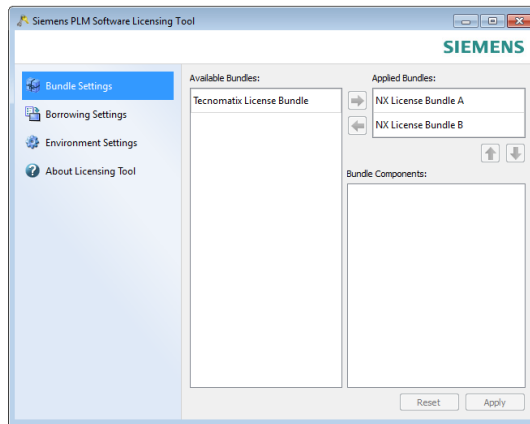 Siemens PLM Software Licensing Tool
SIEMENS
Bundle Settings
Borrowing Settings
Environment Settings
About Licensing Tool
Available Bundles:
Tecnomatix License Bundle
Applied Bundles:
NX License Bundle A
NX License Bundle B
Bundle Components:
Reset
Apply